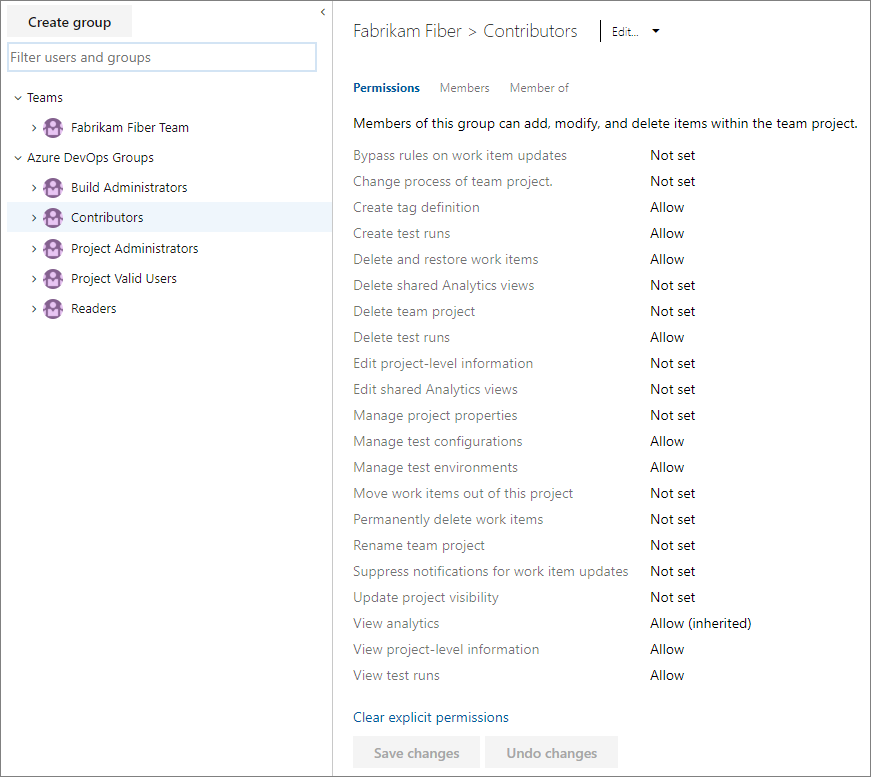 Create group
Filter users and groups
Teams
Fabrikam Fiber Team
Azure DevOps Groups
Build Administrators
Contributors
Project Administrators
Project Valid Users
Readers
Fabrikam Fiber > Contributors
Edit...
Permissions Members Member of
Members of this group can add, modify, and delete items within the team project.
Bypass rules on work item updates Not set
Change process of team project. Not set
Create tag definition Allow
Create test runs Allow
Delete and restore work items Allow
Delete shared Analytics views Not set
Delete team project Not set
Delete test runs Allow
Edit project-level information Not set
Edit shared Analytics views Not set
Manage project properties Not set
Manage test configurations Allow
Manage test environments Allow
Move work items out of this project Not set
Permanently delete work items Not set
Rename team project Not set
Suppress notifications for work item updates Not set
Update project visibility Not set
View analytics Allow (inherited)
View project-level information Allow
View test runs Allow
Clear explicit permissions
Save changes Undo changes